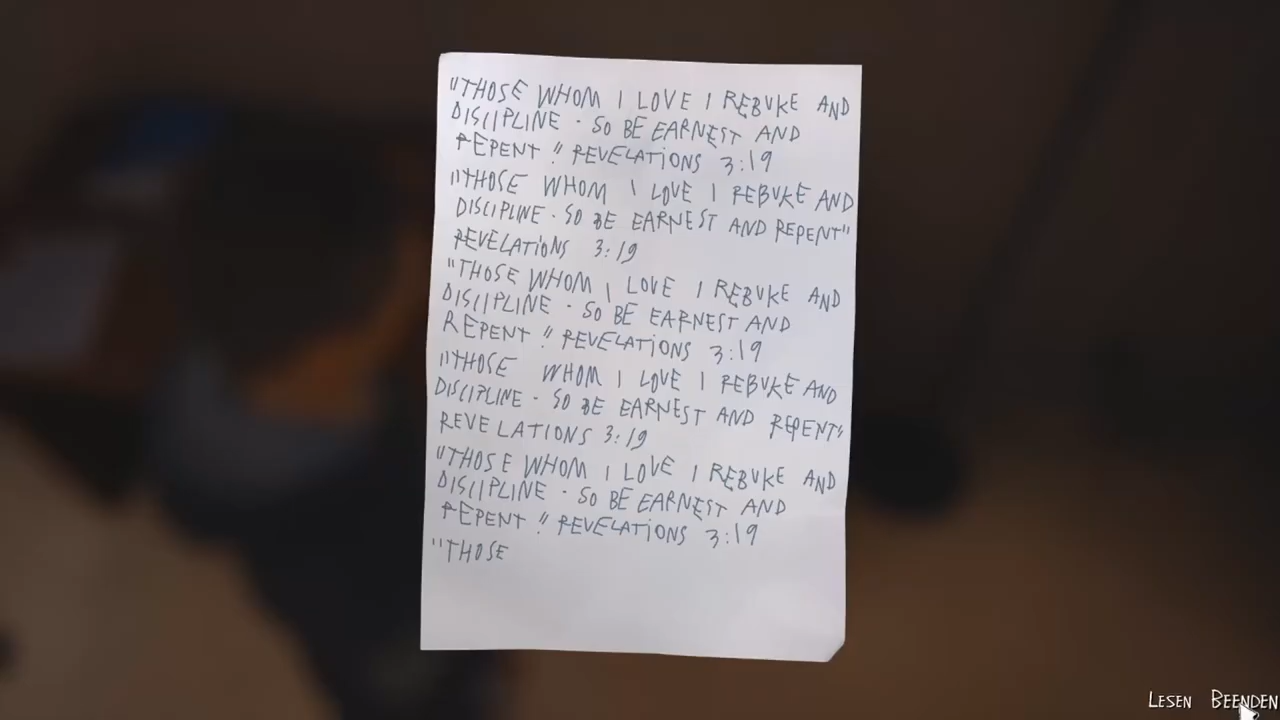 "THOSE WHOM I LOVE I REBUKE AND
DISCIPLINE - SO BE EARNEST AND
REPENT" REVELATIONS 3:19
"THOSE WHOM I LOVE I REBUKE AND
DISCIPLINE - SO BE EARNEST AND REPENT"
REVELATIONS 3:19
"THOSE WHOM I LOVE I REBUKE AND
DISCIPLINE - SO BE EARNEST AND
REPENT" REVELATIONS 3:19
"THOSE WHOM I LOVE I REBUKE AND
DISCIPLINE - SO BE EARNEST AND REPENT"
REVELATIONS 3:19
"THOSE WHOM I LOVE I REBUKE AND
DISCIPLINE - SO BE EARNEST AND
REPENT" REVELATIONS 3:19
"THOSE
LESEN BEENDEN